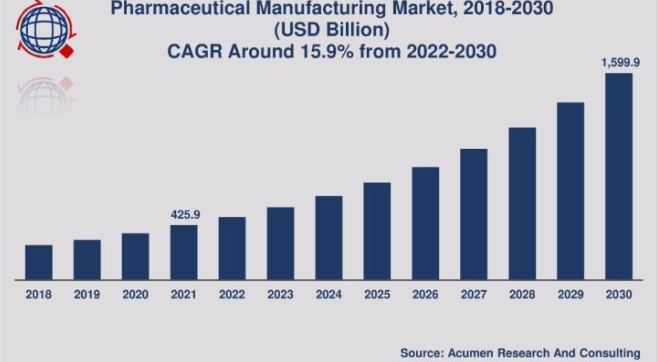 Pharmaceutical Manufacturing Market, 2018-2030
(USD Billion)
CAGR Around 15.9% from 2022-2030
1,599.9
425.9
2018 2019 2020 2021 2022 2023 2024 2025 2026 2027 2028 2029 2030
Source: Acumen Research And Consulting